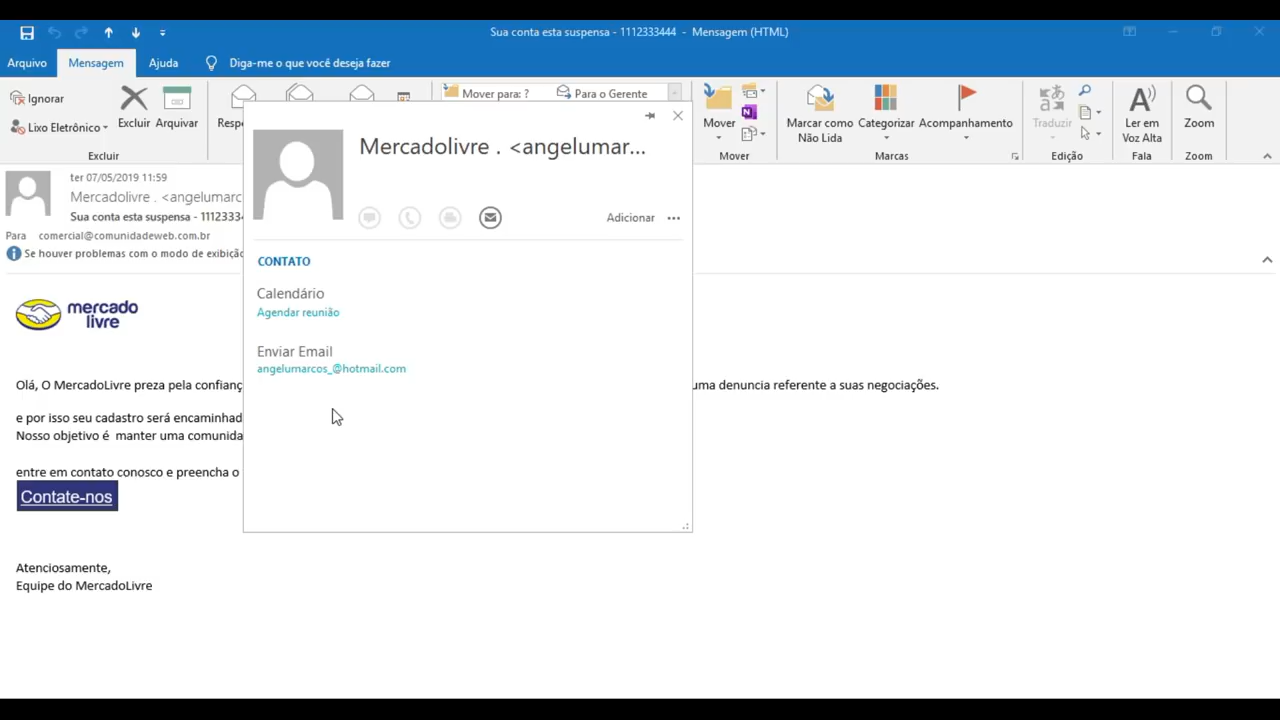 Sua conta esta suspensa - 1112333444 - Mensagem (HTML)
Arquivo Mensagem Ajuda Diga-me o que você deseja fazer
Ignorar
Lixo Eletrônico
Excluir
Arquivar
Excluir
Mover para: ?
Para o Gerente
Mover
Mover
Marcar como Não Lida
Categorizar
Acompanhamento
Marcas
Traduzir
Edição
Ler em Voz Alta
Fala
Zoom
Zoom
ter 07/05/2019 11:59
Mercadolivre . <angelumarc
Sua conta esta suspensa - 11123334
Para comercial@comunidadeweb.com.br
Se houver problemas com o modo de exibição
Mercadolivre . <angelumar...
Adicionar
CONTATO
Calendário
Agendar reunião
Enviar Email
angelumarcos_@hotmail.com
mercado
livre
Olá, O MercadoLivre preza pela confianç uma denuncia referente a suas negociações.
e por isso seu cadastro será encaminhad
Nosso objetivo é manter uma comunida
entre em contato conosco e preencha o
Contate-nos
Atenciosamente,
Equipe do MercadoLivre